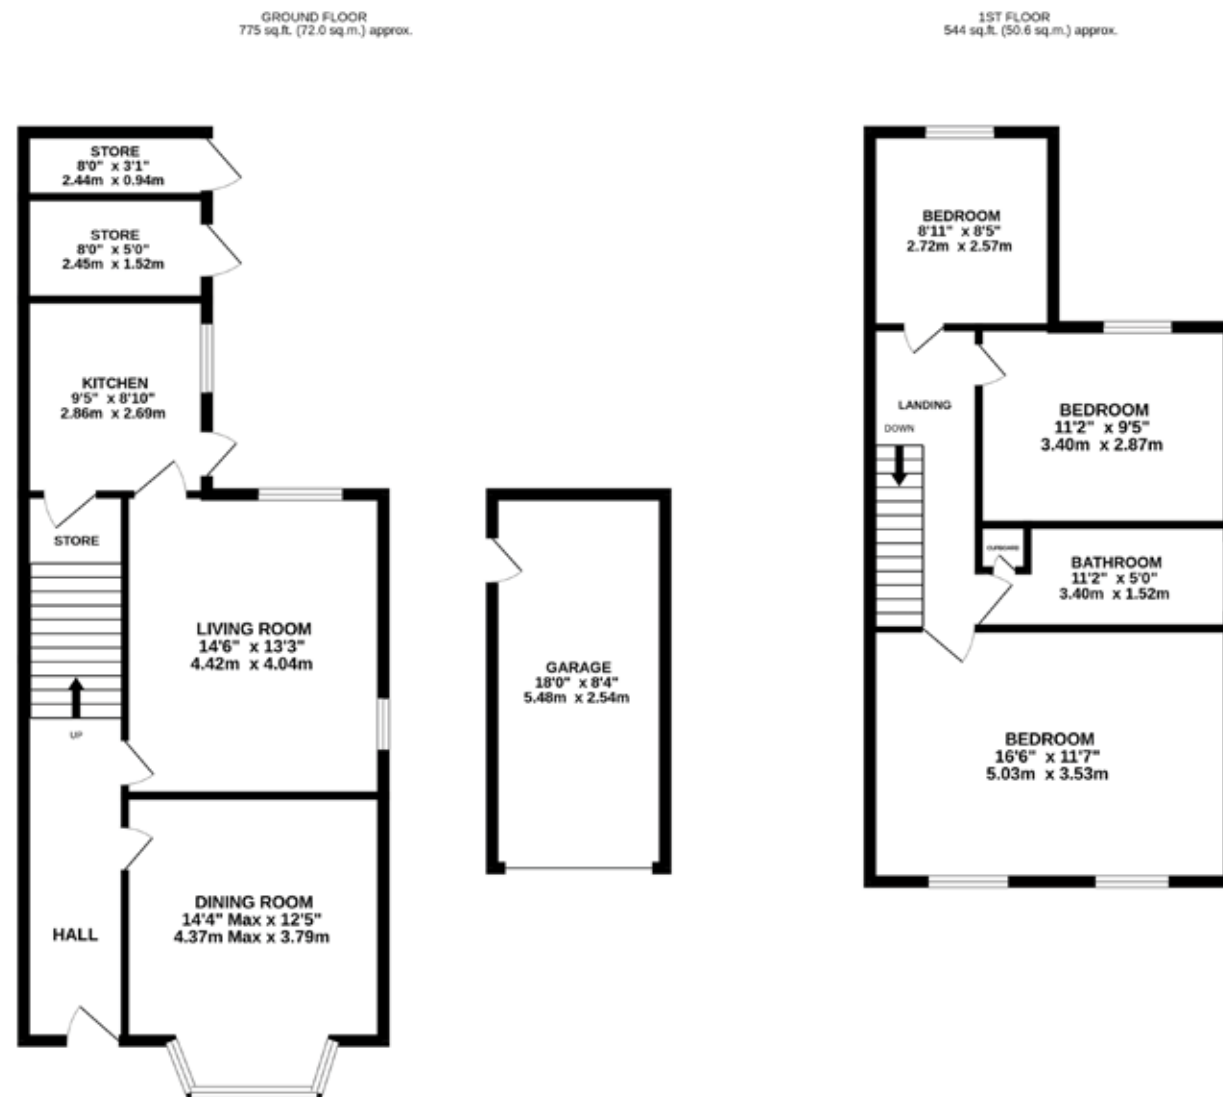 GROUND FLOOR
775 sq.ft. (72.0 sq.m.) approx.
1ST FLOOR
544 sq.ft. (50.6 sq.m.) approx.
STORE
8'0" x 3'1"
2.44m x 0.94m
STORE
8'0" x 5'0"
2.45m x 1.52m
KITCHEN
9'5" x 8'10"
2.86m x 2.69m
STORE
LIVING ROOM
14'6" x 13'3"
4.42m x 4.04m
UP
DINING ROOM
14'4" Max x 12'5"
4.37m Max x 3.79m
HALL
GARAGE
18'0" x 8'4"
5.48m x 2.54m
BEDROOM
8'11" x 8'5"
2.72m x 2.57m
LANDING
DOWN
BEDROOM
11'2" x 9'5"
3.40m x 2.87m
CUPBOARD
BATHROOM
11'2" x 5'0"
3.40m x 1.52m
BEDROOM
16'6" x 11'7"
5.03m x 3.53m